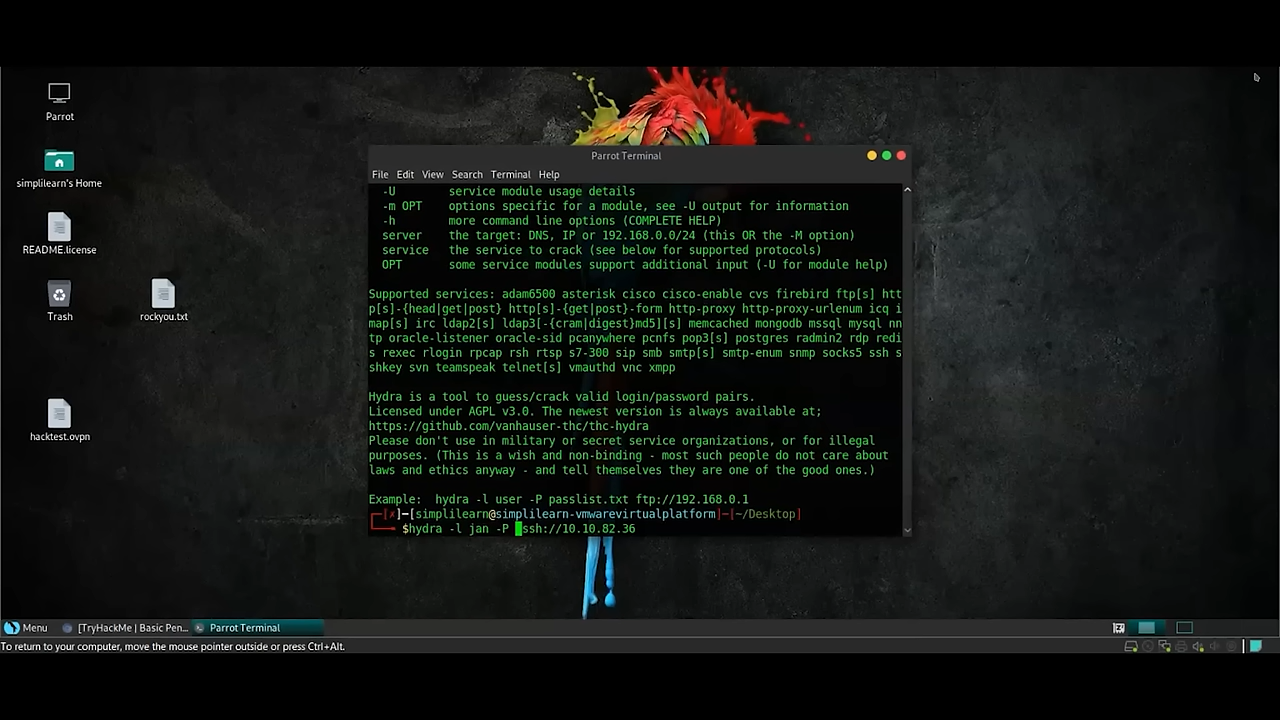 Parrot
simplilearn's Home
README.license
Trash
rockyou.txt
hacktest.ovpn
Parrot Terminal
File Edit View Search Terminal Help
-U service module usage details
-m OPT options specific for a module, see -U output for information
-h more command line options (COMPLETE HELP)
server the target: DNS, IP or 192.168.0.0/24 (this OR the -M option)
service the service to crack (see below for supported protocols)
OPT some service modules support additional input (-U for module help)
Supported services: adam6500 asterisk cisco cisco-enable cvs firebird ftp[s] htt
p[s]-{head|get|post} http[s]-{get|post}-form http-proxy http-proxy-urlenum icq i
map[s] irc ldap2[s] ldap3[-{cram|digest}md5][s] memcached mongodb mssql mysql nn
tp oracle-listener oracle-sid pcanywhere pcnfs pop3[s] postgres radmin2 rdp redi
s rexec rlogin rpcap rsh rtsp s7-300 sip smb smtp[s] smtp-enum snmp socks5 ssh s
shkey svn teamspeak telnet[s] vmauthd vnc xmpp
Hydra is a tool to guess/crack valid login/password pairs.
Licensed under AGPL v3.0. The newest version is always available at;
https://github.com/vanhauser-thc/thc-hydra
Please don't use in military or secret service organizations, or for illegal
purposes. (This is a wish and non-binding - most such people do not care about
laws and ethics anyway - and tell themselves they are one of the good ones.)
Example: hydra -l user -P passlist.txt ftp://192.168.0.1
┌─[✗]─[simplilearn@simplilearn-vmwarevirtualplatform]─[~/Desktop]
└──╼ $hydra -l jan -P ssh://10.10.82.36
Menu [TryHackMe | Basic Pen... Parrot Terminal
To return to your computer, move the mouse pointer outside or press Ctrl+Alt.